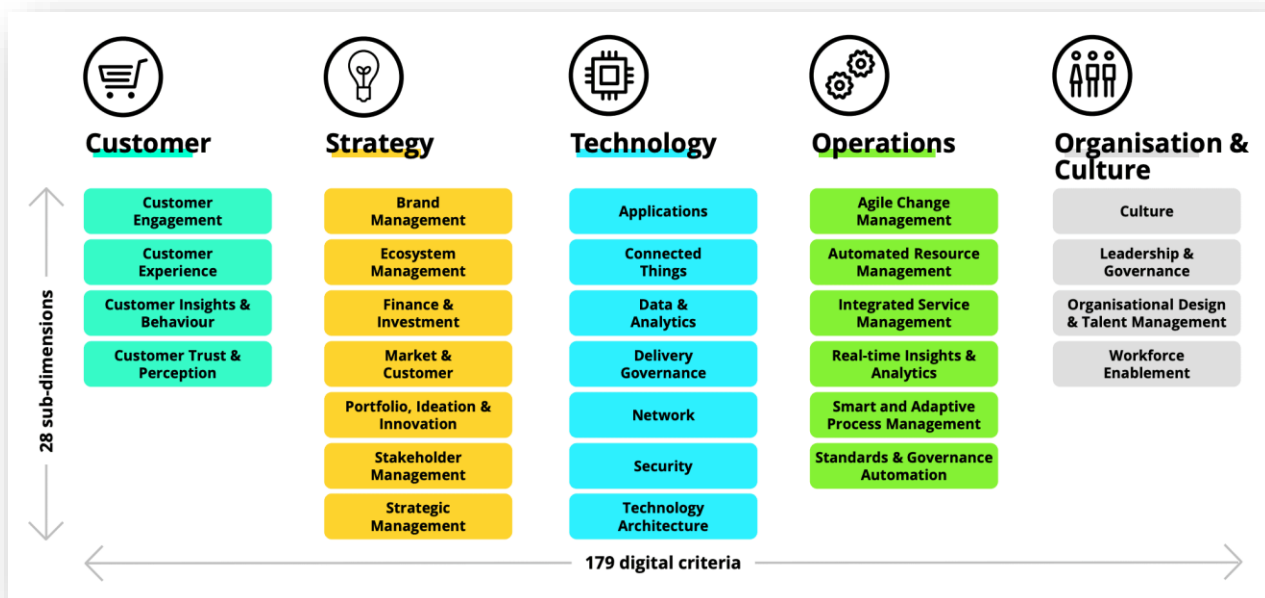 Customer
Strategy
Technology
Operations
Organisation &
Culture
Customer
Engagement
Customer
Experience
Customer Insights &
Behaviour
Customer Trust &
Perception
Brand
Management
Ecosystem
Management
Finance &
Investment
Market &
Customer
Portfolio, Ideation &
Innovation
Stakeholder
Management
Strategic
Management
Applications
Connected
Things
Data &
Analytics
Delivery
Governance
Network
Security
Technology
Architecture
Agile Change
Management
Automated Resource
Management
Integrated Service
Management
Real-time Insights &
Analytics
Smart and Adaptive
Process Management
Standards & Governance
Automation
Culture
Leadership &
Governance
Organisational Design
& Talent Management
Workforce
Enablement
28 sub-dimensions
179 digital criteria